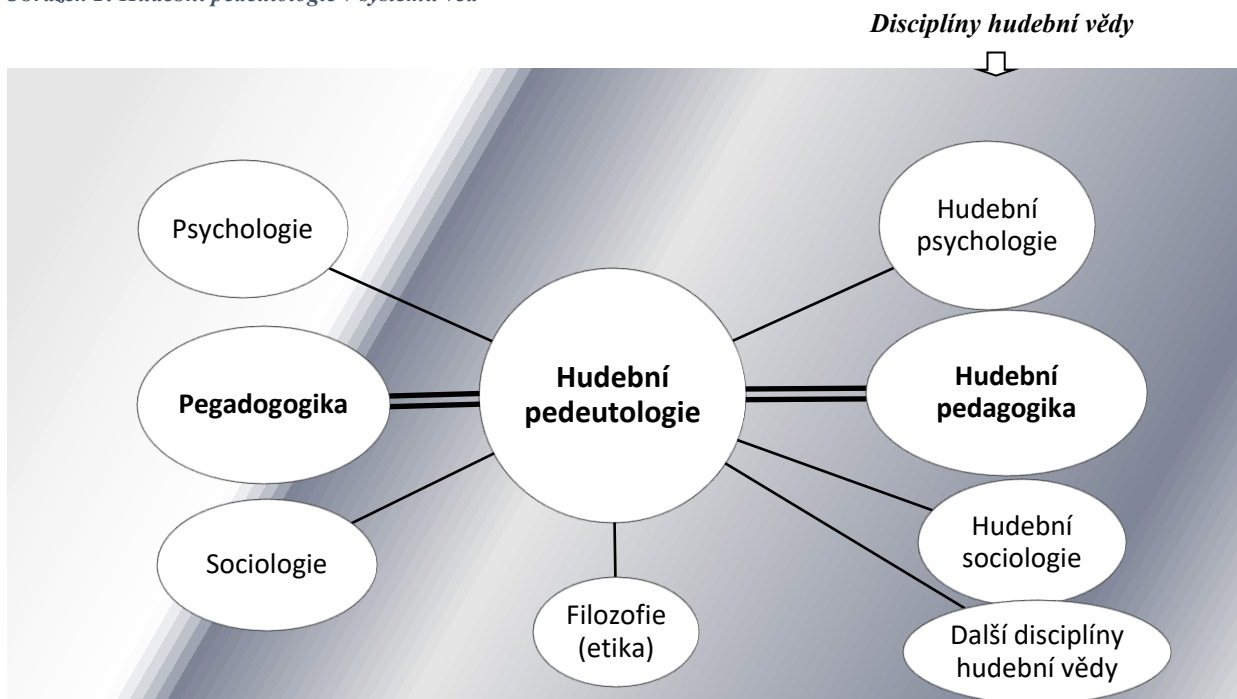 Disciplíny hudební vědy
Psychologie
Hudební
psychologie
Pegadogogika
Hudební
pedeutologie
Hudební
pedagogika
Sociologie
Hudební
sociologie
Filozofie
(etika)
Další disciplíny
hudební vědy